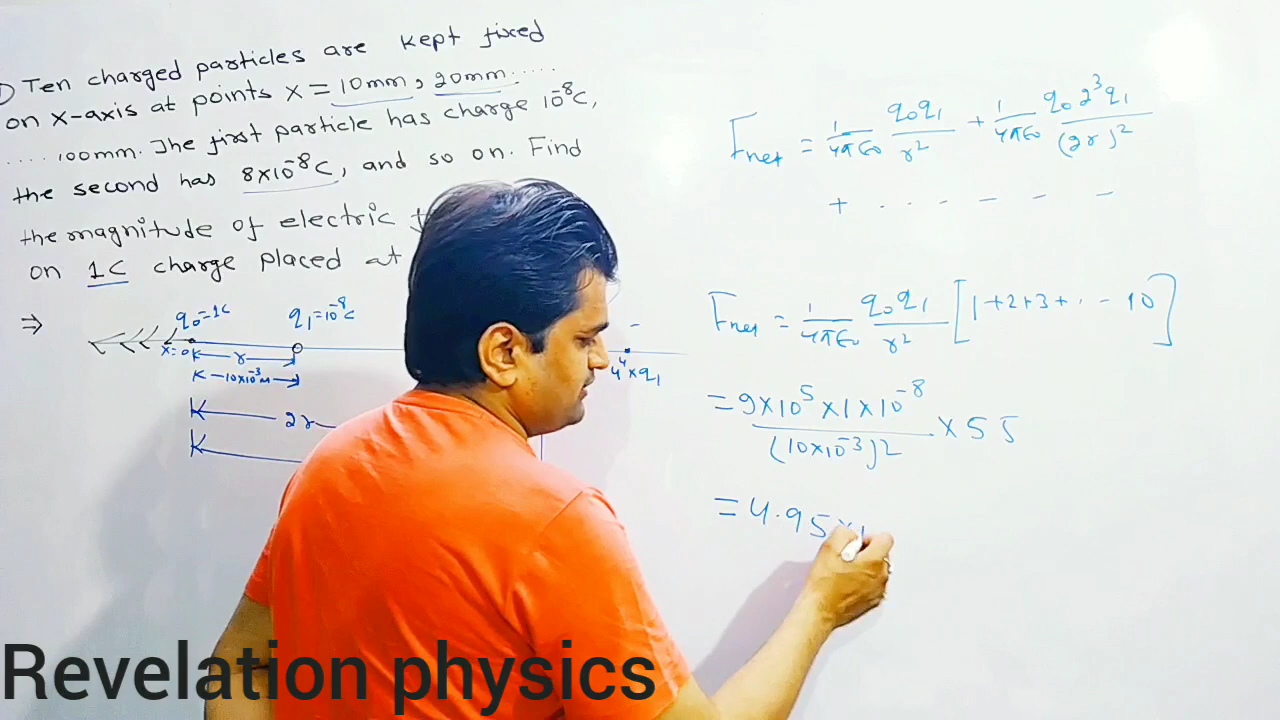 1) Ten charged particles are kept fixed
on x-axis at points x = 10mm, 20mm.....
.... 100mm. The first particle has charge 10⁻⁸C,
the second has 8×10⁻⁸C, and so on. Find
the magnitude of electric f
on 1C charge placed at
⇒
q₀=1C q₁=10⁻⁸C
x=0 r 4⁴×q₁
10×10⁻³M
2r
Fnet = 1/4πε₀ q₀q₁/r² + 1/4πε₀ q₀2³q₁/(2r)²
+ . . . - - - -
Fnet = 1/4πε₀ q₀q₁/r² [1+2+3+..- 10]
= 9×10⁵×1×10⁻⁸/(10×10⁻³)² × 55
= 4.95×1
Revelation physics